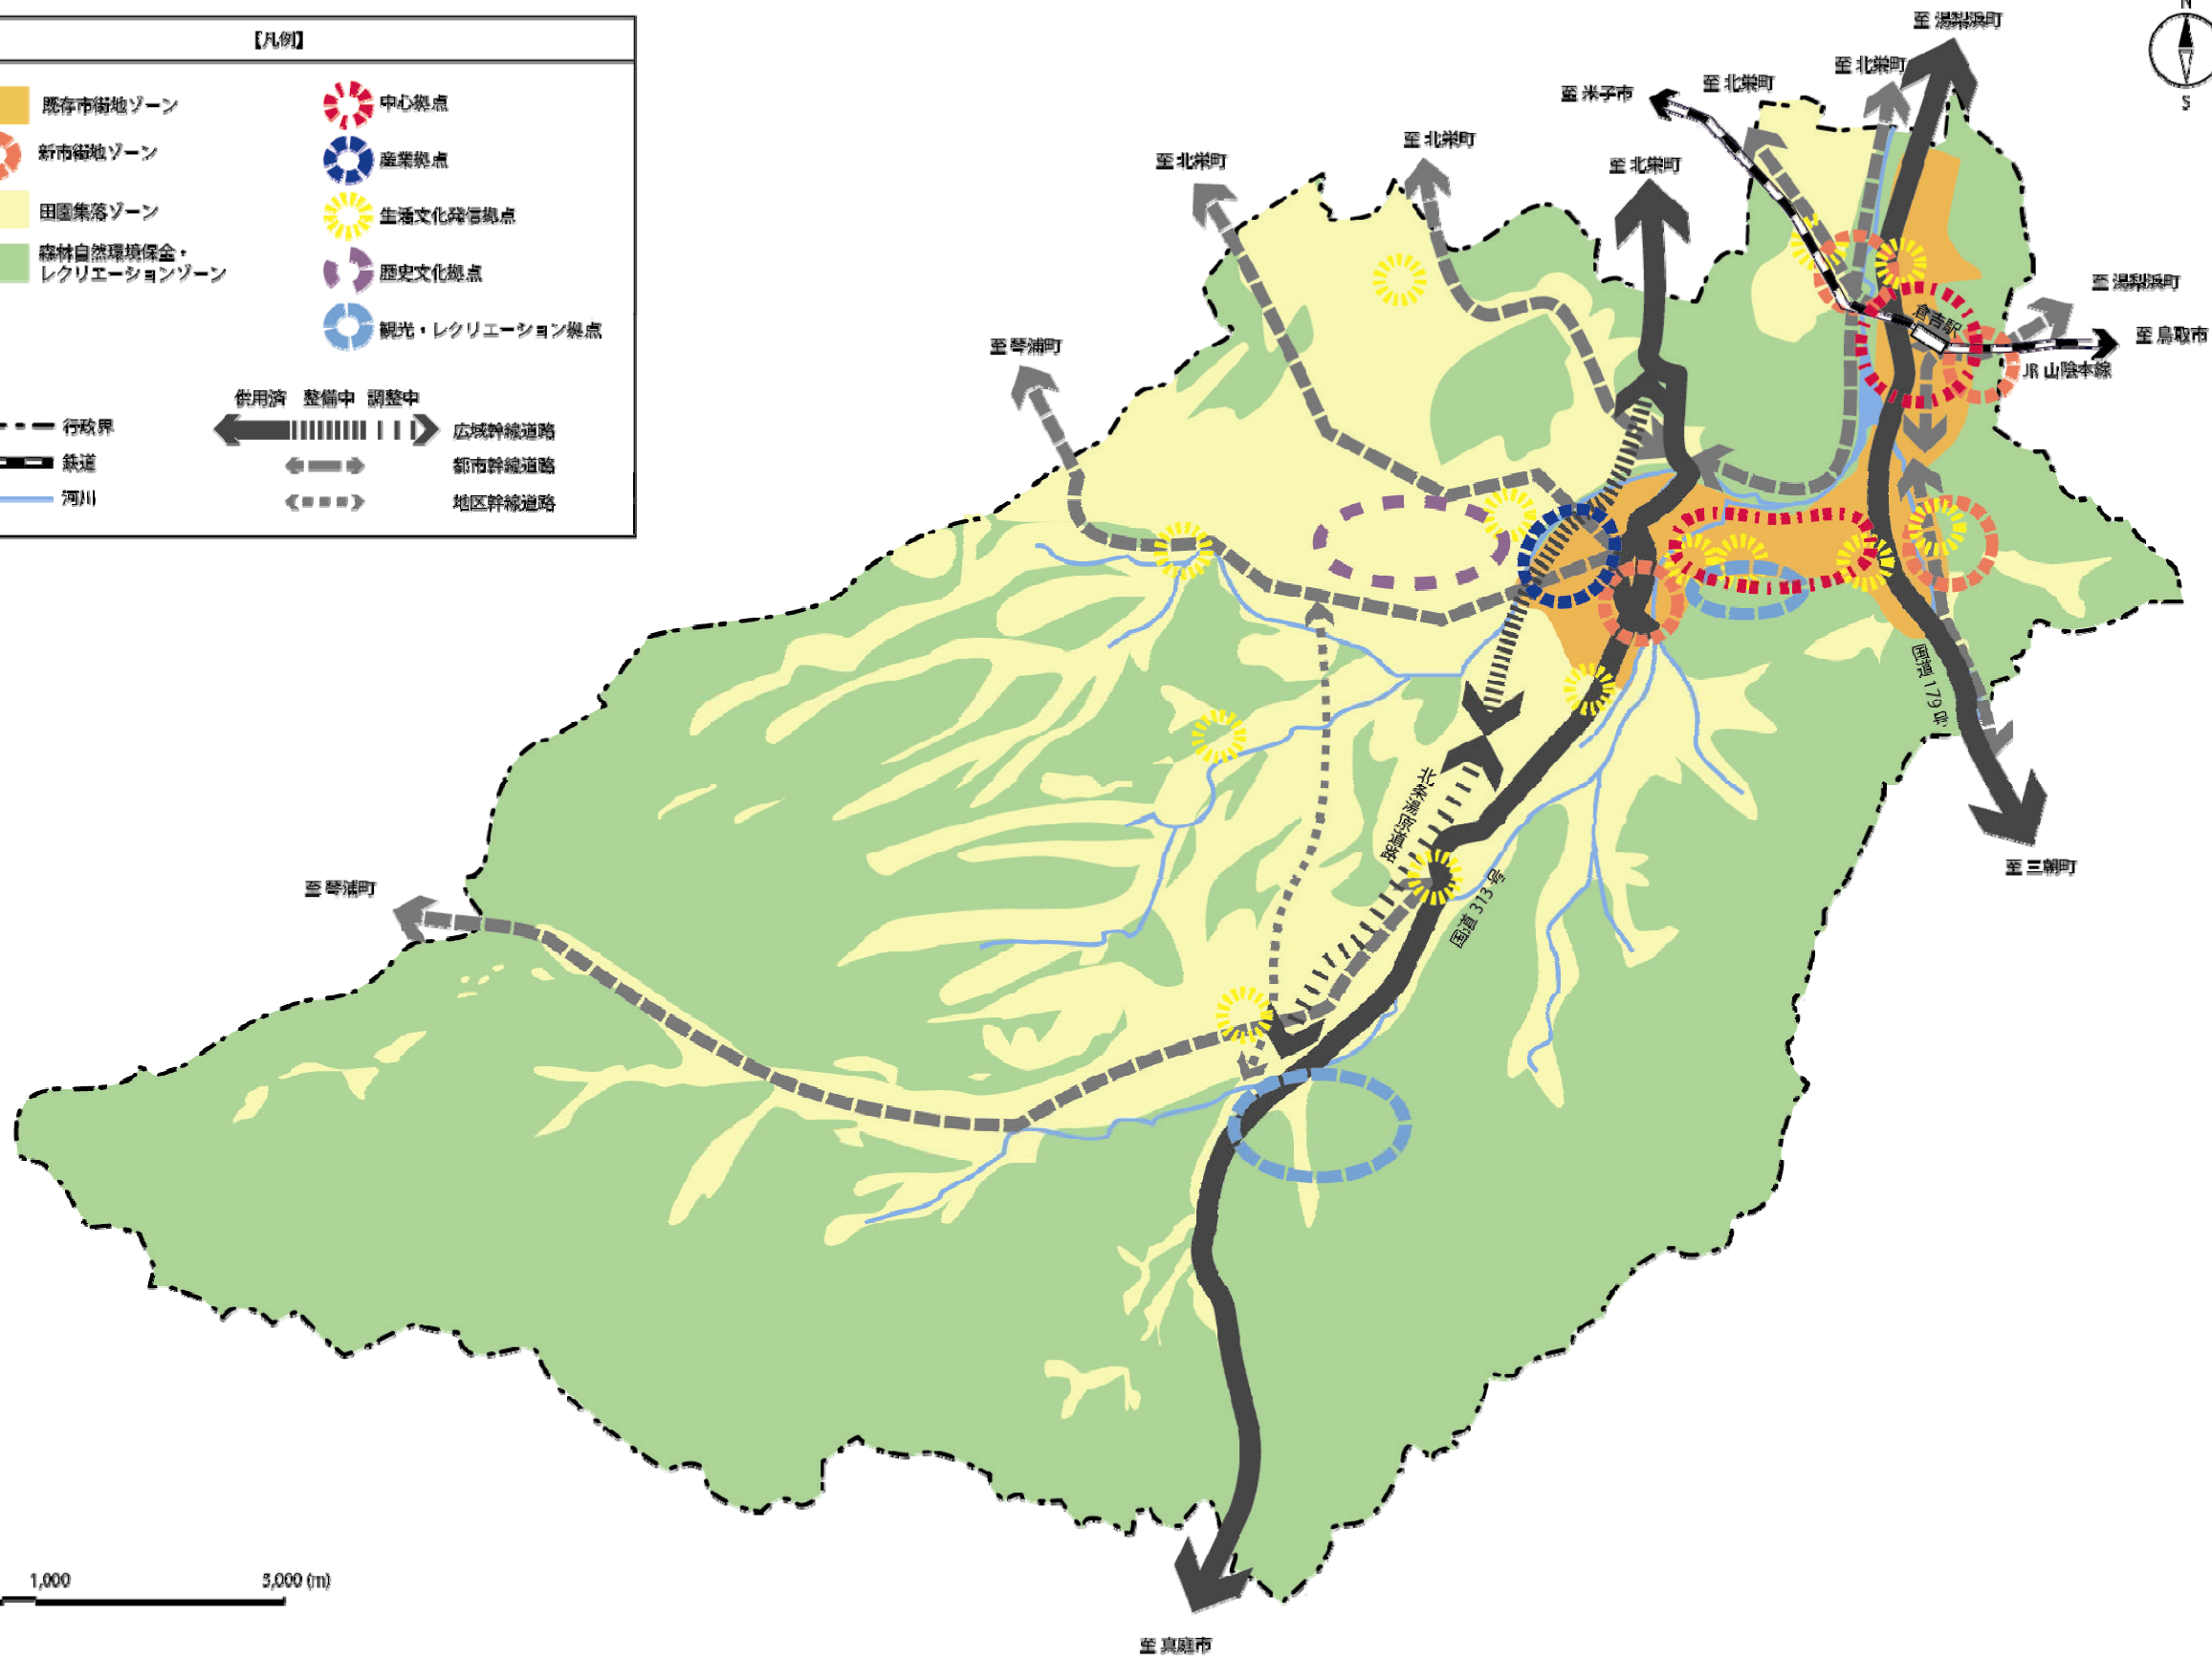 【凡例】
既存市街地ゾーン
新市街地ゾーン
田園集落ゾーン
森林自然環境保全・
レクリエーションゾーン
中心拠点
産業拠点
生活文化発信拠点
歴史文化拠点
観光・レクリエーション拠点
行政界
鉄道
河川
供用済 整備中 調整中
広域幹線道路
都市幹線道路
地区幹線道路
N
S
至 湯梨浜町
至 北栄町
至 北栄町
至 米子市
至 北栄町
至 北栄町
至 北栄町
至 湯梨浜町
至 鳥取市
倉吉駅
JR 山陰本線
至 琴浦町
国道 179 号
北条湯原道路
国道 313 号
至 三朝町
至 琴浦町
至 真庭市
1,000
3,000 (m)